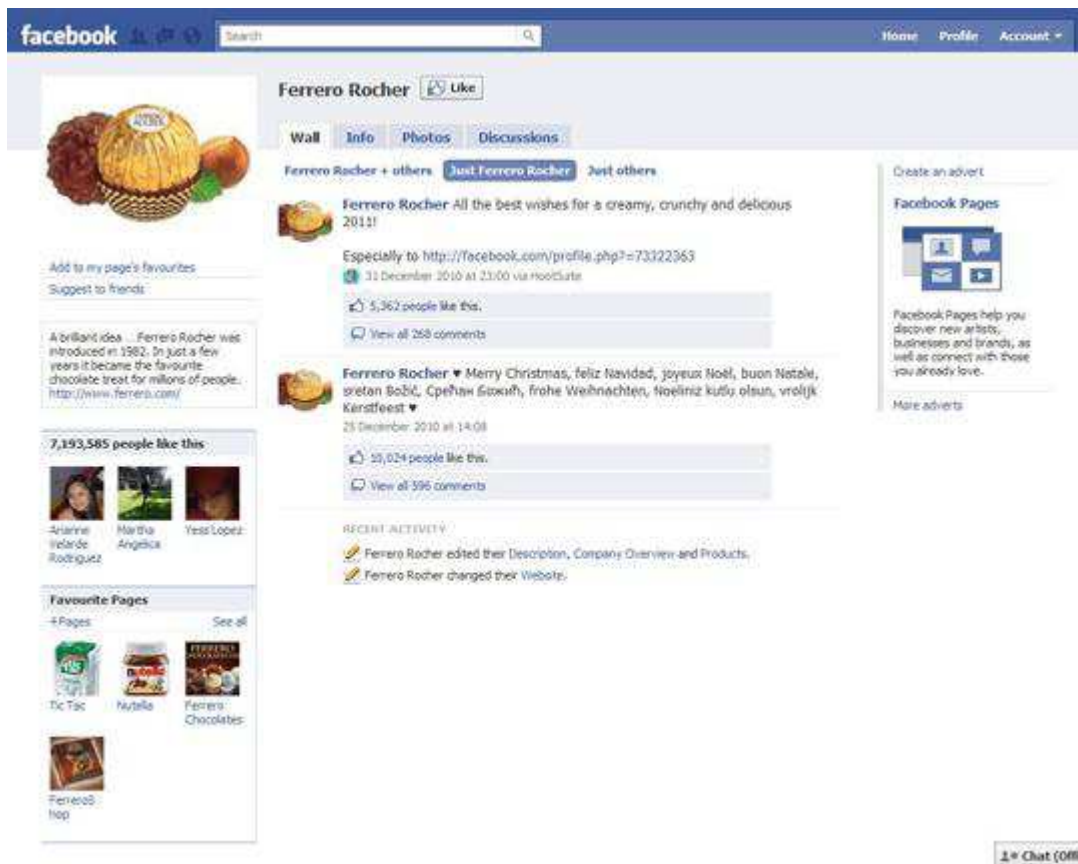 facebook
Search
Home Profile Account
Ferrero Rocher Like
Wall Info Photos Discussions
Ferrero Rocher + others Just Ferrero Rocher Just others
Ferrero Rocher All the best wishes for a creamy, crunchy and delicious
2011!
Especially to http://facebook.com/profile.php?=73322363
31 December 2010 at 23:00 via HootSuite
5,362 people like this.
View all 268 comments
Ferrero Rocher ♥ Merry Christmas, feliz Navidad, joyeux Noël, buon Natale,
sretan Božić, Срећан Божић, frohe Weihnachten, Noeliniz kutlu olsun, vrolijk
Kerstfeest ♥
25 December 2010 at 14:08
10,024 people like this.
View all 596 comments
RECENT ACTIVITY
Ferrero Rocher edited their Description, Company Overview and Products.
Ferrero Rocher changed their Website.
FERRERO
ROCHER
Add to my page's favourites
Suggest to friends
A brilliant idea ... Ferrero Rocher was
introduced in 1982. In just a few
years it became the favourite
chocolate treat for millions of people.
http://www.ferrero.com/
7,193,585 people like this
Arianne
Velarde
Rodriguez
Martha
Angelica
Yess Lopez
Favourite Pages
4 Pages See all
nutella
FERRERO
Tic Tac
Nutella
Ferrero
Chocolates
FerreroS
hop
Create an advert
Facebook Pages
Facebook Pages help you
discover new artists,
businesses and brands, as
well as connect with those
you already love.
More adverts
Chat (Offl